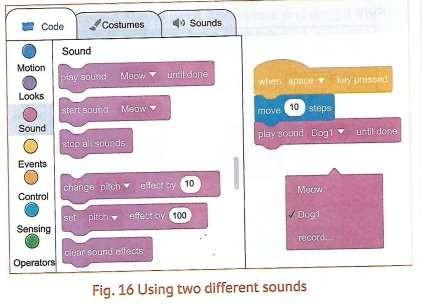 Code
Costumes
Sounds
Motion
Looks
Sound
Events
Control
Sensing
Operators
Sound
play sound Meow until done
start sound Meow
stop all sounds
change pitch effect by 10
set pitch effect by 100
clear sound effects
when space key pressed
move 10 steps
play sound Dog1 until done
Meow
✓ Dog1
record...
Fig. 16 Using two different sounds